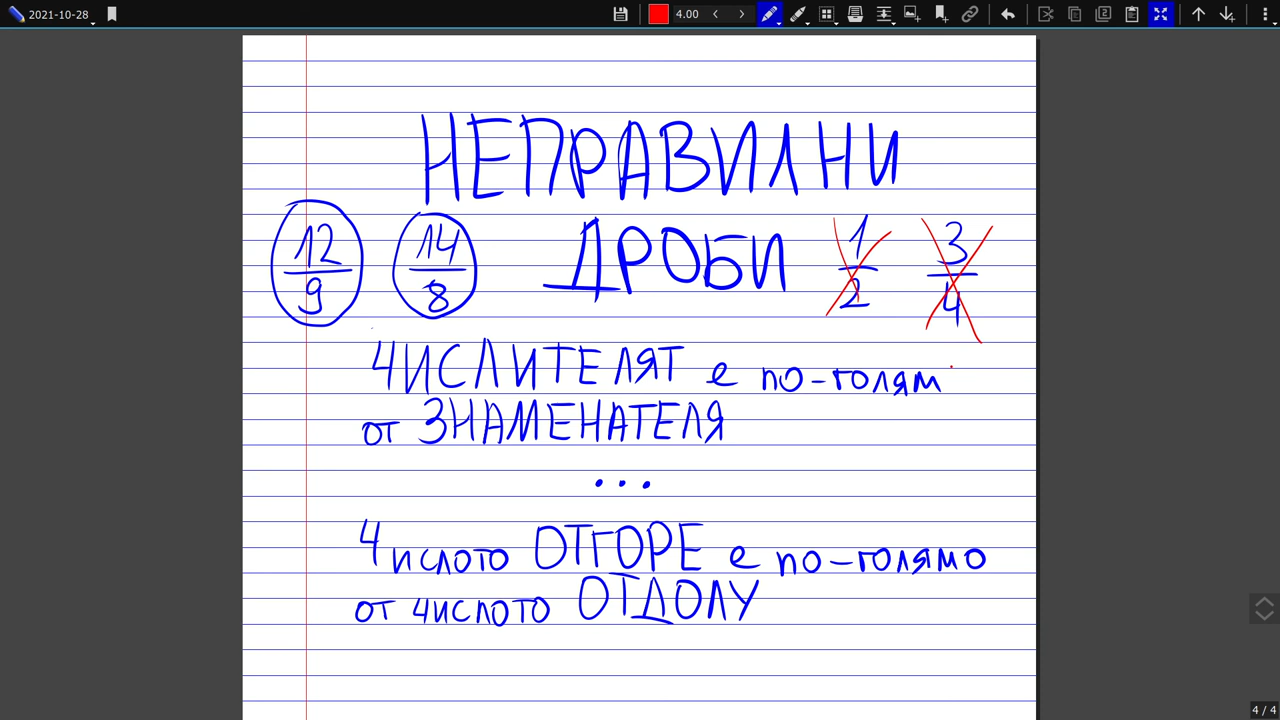 2021-10-28
4.00
НЕПРАВИЛНИ
12/9 14/8 ДРОБИ 1/2 3/4
ЧИСЛИТЕЛЯТ е по-голям
от ЗНАМЕНАТЕЛЯ
...
Числото ОТГОРЕ е по-голямо
от числото ОТДОЛУ
4 / 4